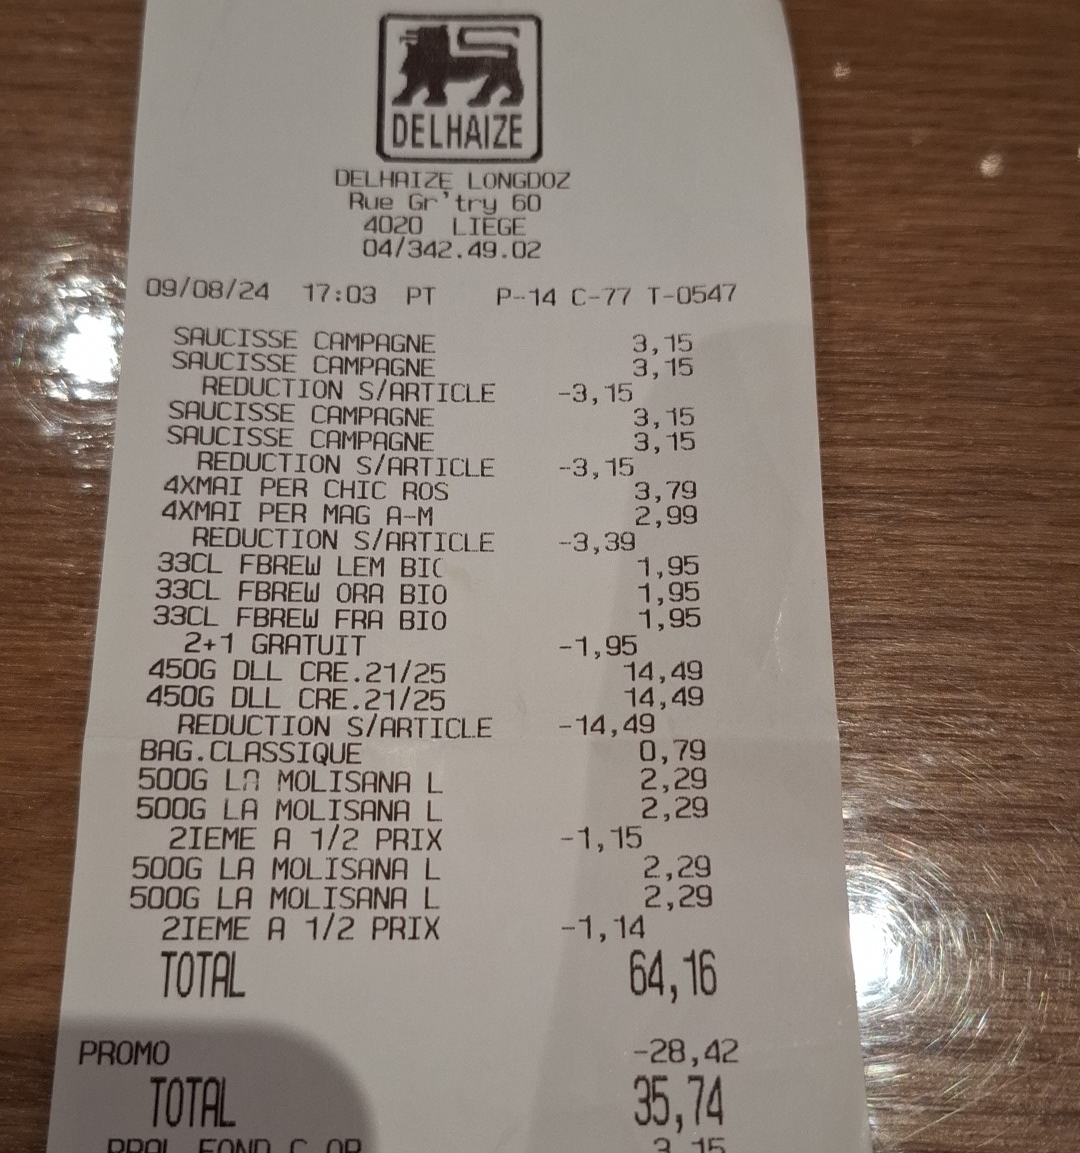 DELHAIZE
DELHAIZE LONGDOZ
Rue Gr'try 60
4020 LIEGE
04/342.49.02
09/08/24 17:03 PT P-14 C-77 T-0547
SAUCISSE CAMPAGNE 3,15
SAUCISSE CAMPAGNE 3,15
REDUCTION S/ARTICLE -3,15
SAUCISSE CAMPAGNE 3,15
SAUCISSE CAMPAGNE 3,15
REDUCTION S/ARTICLE -3,15
4XMAI PER CHIC ROS 3,79
4XMAI PER MAG A-M 2,99
REDUCTION S/ARTICLE -3,39
33CL FBREW LEM BIO 1,95
33CL FBREW ORA BIO 1,95
33CL FBREW FRA BIO 1,95
2+1 GRATUIT -1,95
450G DLL CRE.21/25 14,49
450G DLL CRE.21/25 14,49
REDUCTION S/ARTICLE -14,49
BAG.CLASSIQUE 0,79
500G LA MOLISANA L 2,29
500G LA MOLISANA L 2,29
2IEME A 1/2 PRIX -1,15
500G LA MOLISANA L 2,29
500G LA MOLISANA L 2,29
2IEME A 1/2 PRIX -1,14
TOTAL 64,16
PROMO -28,42
TOTAL 35,74
FOND 3,15